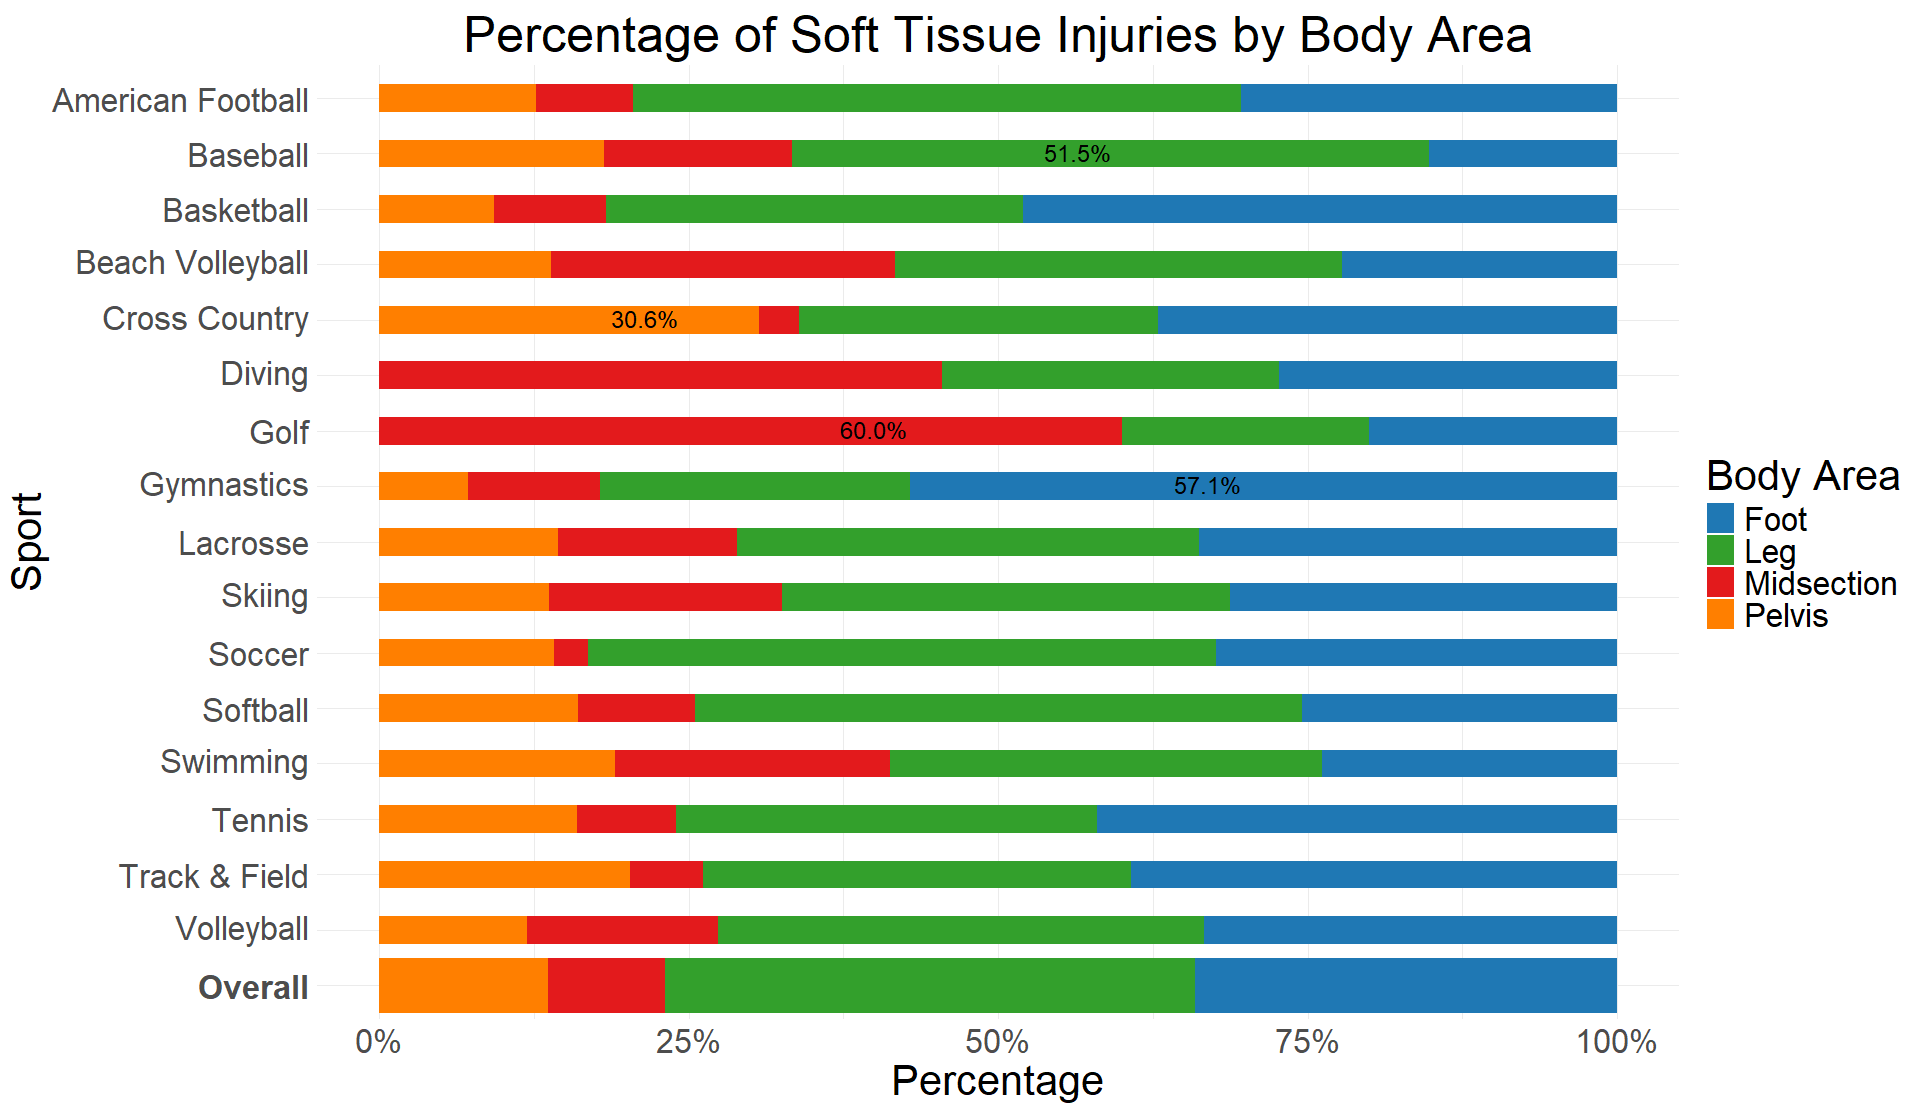 Percentage of Soft Tissue Injuries by Body Area
American Football
Baseball
51.5%
Basketball
Beach Volleyball
Cross Country
30.6%
Diving
Golf
60.0%
Gymnastics
57.1%
Lacrosse
Skiing
Soccer
Softball
Swimming
Tennis
Track & Field
Volleyball
Overall
Sport
0% 25% 50% 75% 100%
Percentage
Body Area
Foot
Leg
Midsection
Pelvis